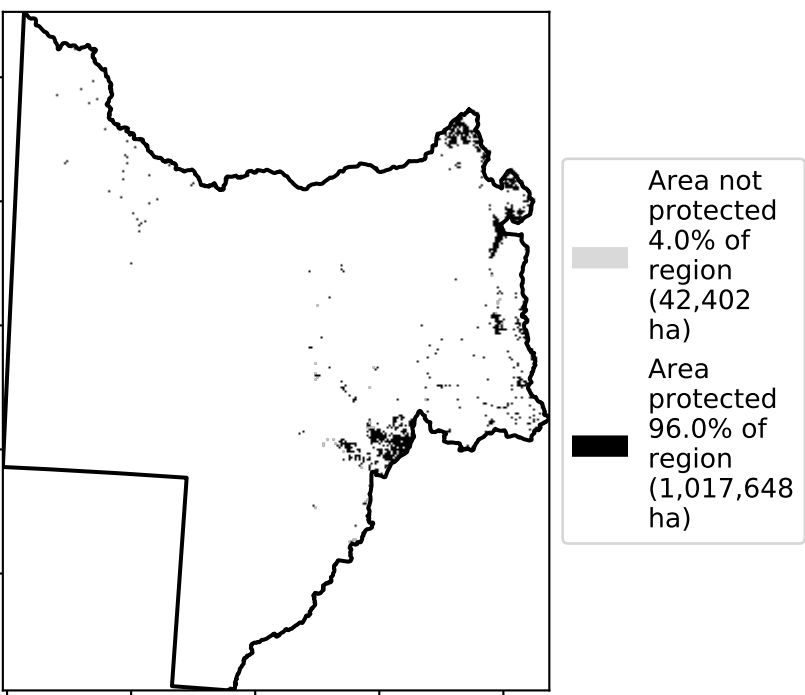 Area not
protected
4.0% of
region
(42,402
ha)
Area
protected
96.0% of
region
(1,017,648
ha)